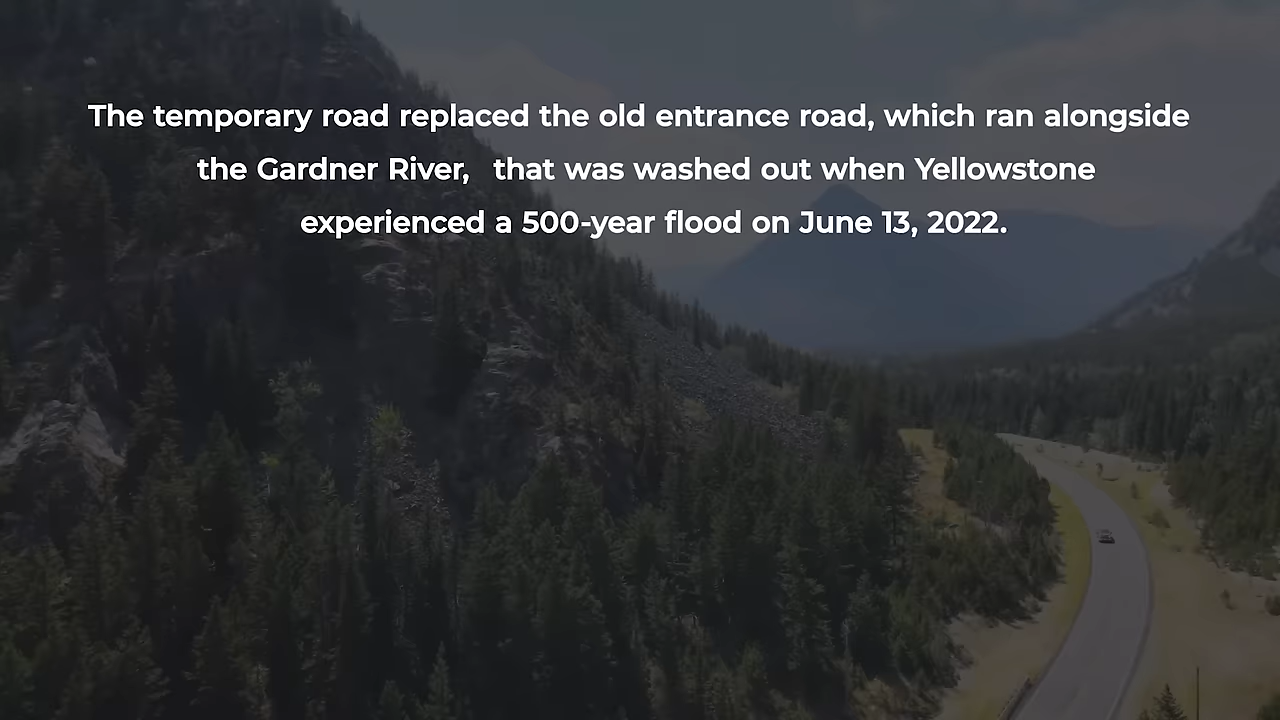 The temporary road replaced the old entrance road, which ran alongside
the Gardner River,   that was washed out when Yellowstone
experienced a 500-year flood on June 13, 2022.